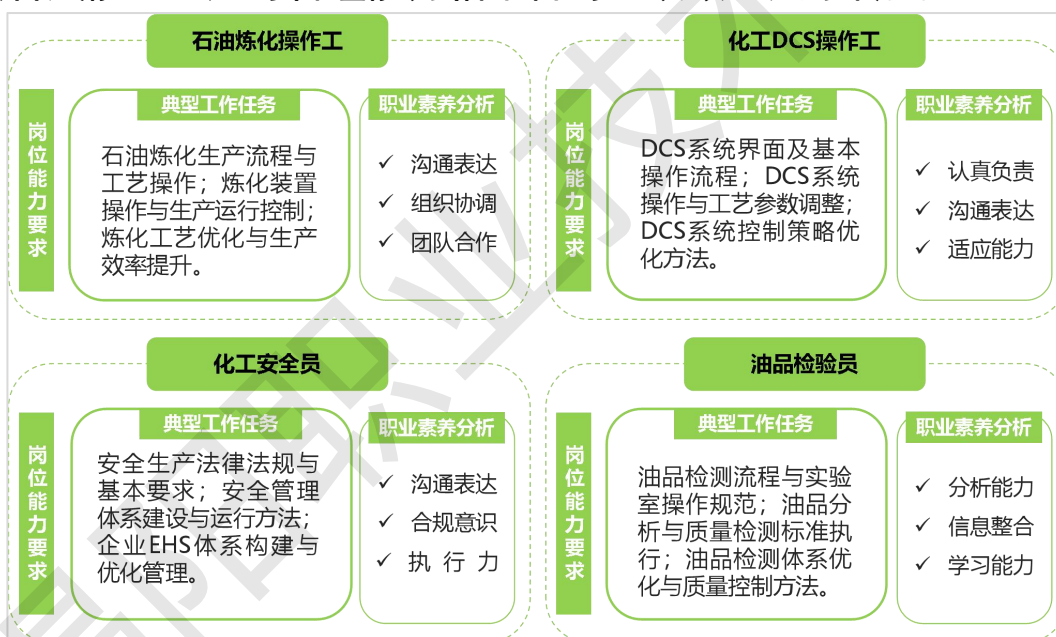 石油炼化操作工
岗位能力要求
典型工作任务
石油炼化生产流程与
工艺操作；炼化装置
操作与生产运行控制；
炼化工艺优化与生产
效率提升。
职业素养分析
✓ 沟通表达
✓ 组织协调
✓ 团队合作
化工DCS操作工
岗位能力要求
典型工作任务
DCS系统界面及基本
操作流程；DCS系统
操作与工艺参数调整；
DCS系统控制策略优
化方法。
职业素养分析
✓ 认真负责
✓ 沟通表达
✓ 适应能力
化工安全员
岗位能力要求
典型工作任务
安全生产法律法规与
基本要求；安全管理
体系建设与运行方法；
企业EHS体系构建与
优化管理。
职业素养分析
✓ 沟通表达
✓ 合规意识
✓ 执 行 力
油品检验员
岗位能力要求
典型工作任务
油品检测流程与实验
室操作规范；油品分
析与质量检测标准执
行；油品检测体系优
化与质量控制方法。
职业素养分析
✓ 分析能力
✓ 信息整合
✓ 学习能力